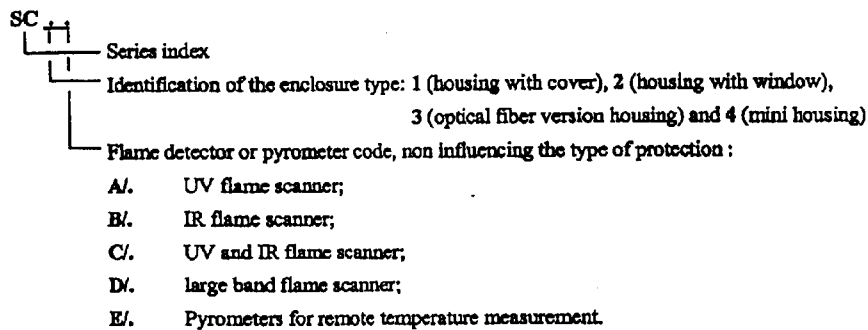 SC . .
Series index
Identification of the enclosure type: 1 (housing with cover), 2 (housing with window),
3 (optical fiber version housing) and 4 (mini housing)
Flame detector or pyrometer code, non influencing the type of protection :
A/. UV flame scanner;
B/. IR flame scanner;
C/. UV and IR flame scanner;
D/. large band flame scanner;
E/. Pyrometers for remote temperature measurement.